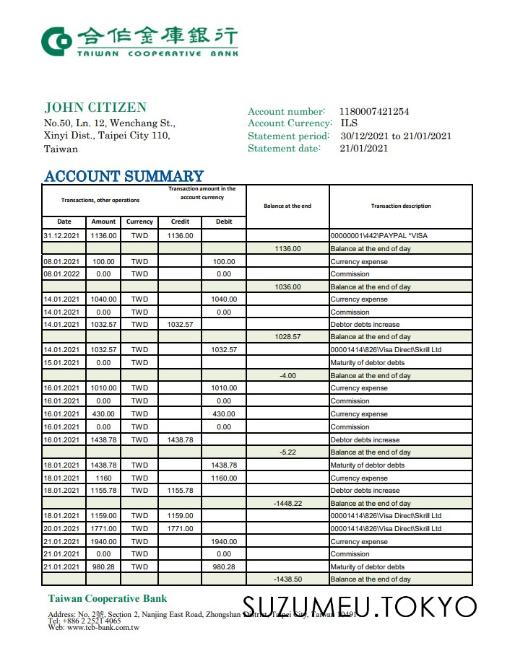 合作金庫銀行
TAIWAN COOPERATIVE BANK
JOHN CITIZEN
No.50, Ln. 12, Wenchang St.,
Xinyi Dist., Taipei City 110,
Taiwan
Account number: 1180007421254
Account Currency: ILS
Statement period: 30/12/2021 to 21/01/2021
Statement date: 21/01/2021
ACCOUNT SUMMARY
Transactions, other operations Transaction amount in the account currency Balance at the end Transaction description
Date Amount Currency Credit Debit
31.12.2021 1136.00 TWD 1136.00 00000001\442\PAYPAL *VISA
1136.00 Balance at the end of day
08.01.2021 100.00 TWD 100.00 Currency expense
08.01.2022 0.00 TWD 0.00 Commission
1036.00 Balance at the end of day
14.01.2021 1040.00 TWD 1040.00 Currency expense
14.01.2021 0.00 TWD 0.00 Commission
14.01.2021 1032.57 TWD 1032.57 Debtor debts increase
1028.57 Balance at the end of day
14.01.2021 1032.57 TWD 1032.57 00001414\826\Visa Direct\Skrill Ltd
15.01.2021 0.00 TWD Maturity of debtor debts
-4.00 Balance at the end of day
16.01.2021 1010.00 TWD 1010.00 Currency expense
16.01.2021 0.00 TWD 0.00 Commission
16.01.2021 430.00 TWD 430.00 Currency expense
16.01.2021 0.00 TWD 0.00 Commission
16.01.2021 1438.78 TWD 1438.78 Debtor debts increase
-5.22 Balance at the end of day
18.01.2021 1438.78 TWD 1438.78 Maturity of debtor debts
18.01.2021 1160 TWD 1160.00 Currency expense
18.01.2021 1155.78 TWD 1155.78 Debtor debts increase
-1448.22 Balance at the end of day
18.01.2021 1159.00 TWD 1159.00 00001414\826\Visa Direct\Skrill Ltd
20.01.2021 1771.00 TWD 1771.00 00001414\826\Visa Direct\Skrill Ltd
21.01.2021 1940.00 TWD 1940.00 Currency expense
21.01.2021 0.00 TWD 0.00 Commission
21.01.2021 980.28 TWD 980.28 Maturity of debtor debts
-1438.50 Balance at the end of day
Taiwan Cooperative Bank
SUZUMEU.TOKYO
Address: No. 2號, Section 2, Nanjing East Road, Zhongshan District, Taipei City, Taiwan 10491
Tel: +886 2 2521 4065
Web: www.tcb-bank.com.tw